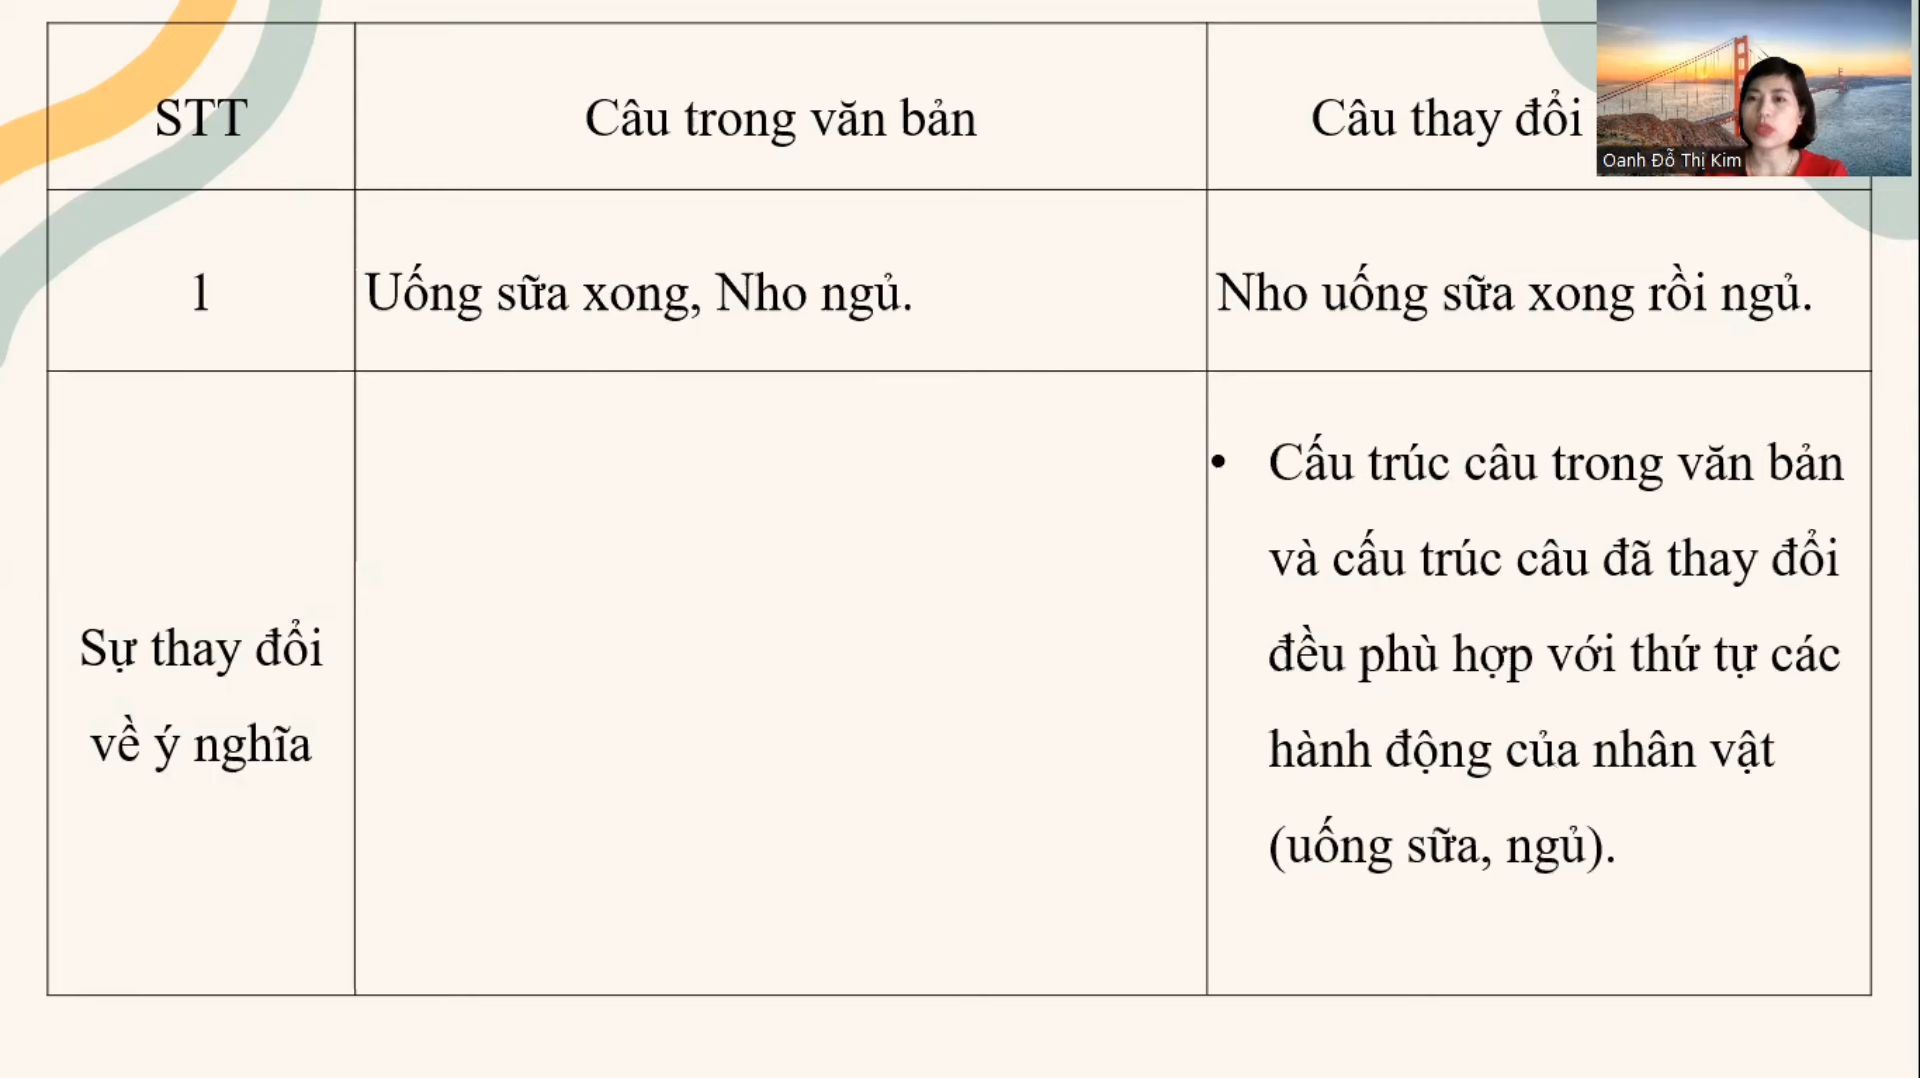 STT
Câu trong văn bản
Câu thay đổi
Oanh Đỗ Thị Kim
1
Uống sữa xong, Nho ngủ.
Nho uống sữa xong rồi ngủ.
Sự thay đổi
về ý nghĩa
• Cấu trúc câu trong văn bản
và cấu trúc câu đã thay đổi
đều phù hợp với thứ tự các
hành động của nhân vật
(uống sữa, ngủ).